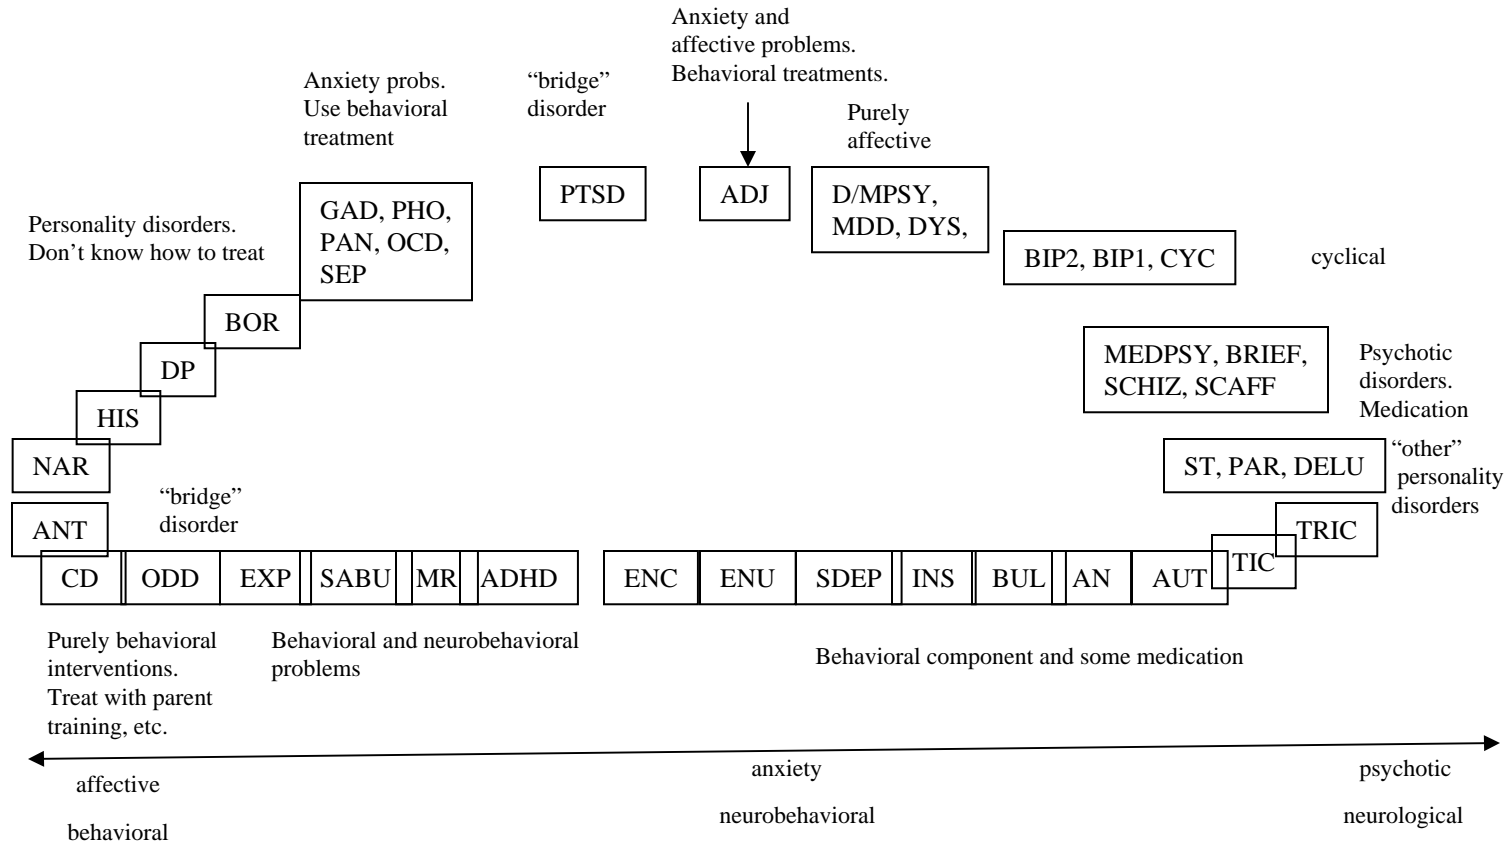 Anxiety and
affective problems.
Behavioral treatments.
Anxiety probs.
Use behavioral
treatment
“bridge”
disorder
Purely
affective
PTSD
ADJ
D/MPSY,
MDD, DYS,
GAD, PHO,
PAN, OCD,
SEP
Personality disorders.
Don’t know how to treat
BIP2, BIP1, CYC
cyclical
BOR
DP
HIS
NAR
ANT
MEDPSY, BRIEF,
SCHIZ, SCAFF
Psychotic
disorders.
Medication
ST, PAR, DELU
“other”
personality
disorders
“bridge”
disorder
TRIC
TIC
CD
ODD
EXP
SABU
MR
ADHD
ENC
ENU
SDEP
INS
BUL
AN
AUT
Purely behavioral
interventions.
Treat with parent
training, etc.
Behavioral and neurobehavioral
problems
Behavioral component and some medication
affective
anxiety
psychotic
behavioral
neurobehavioral
neurological